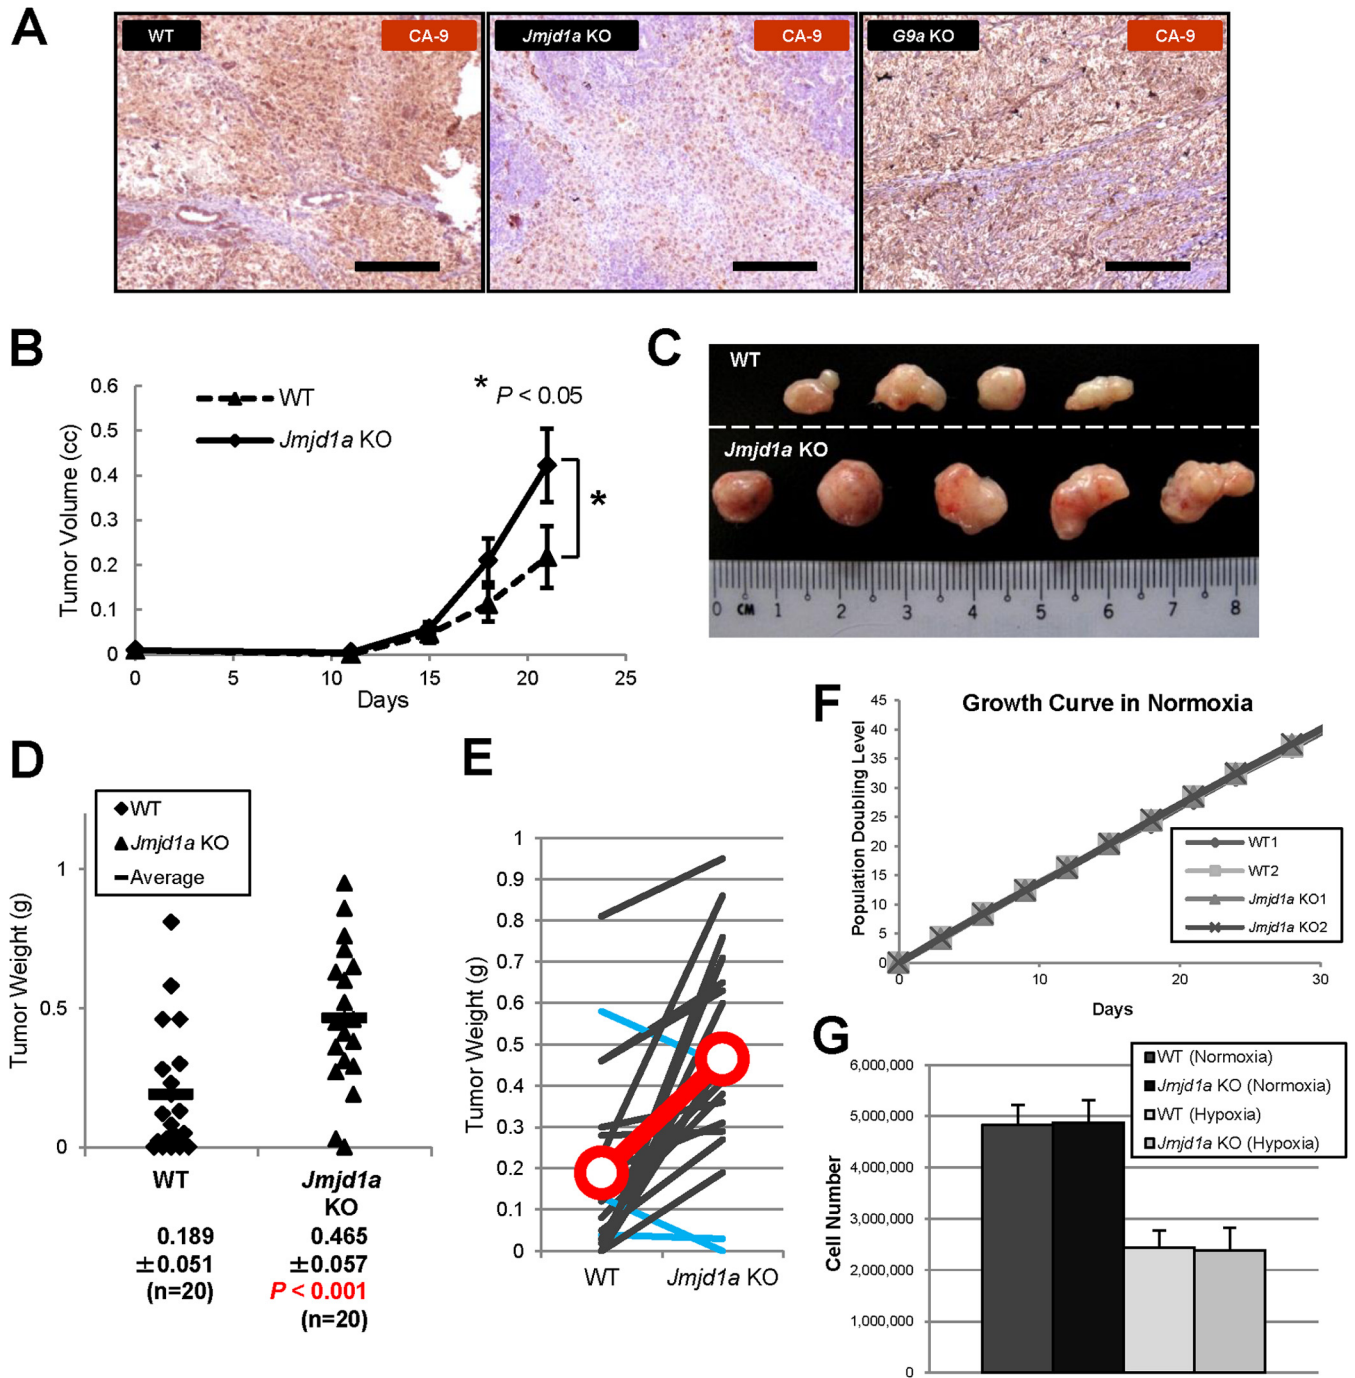 A
WT
CA-9
Jmjd1a KO
CA-9
G9a KO
CA-9
B
0.6
0.5
0.4
0.3
0.2
0.1
0
Tumor Volume (cc)
WT
Jmjd1a KO
* P < 0.05
*
0 5 10 15 20 25
Days
C
WT
Jmjd1a KO
0 CM 1 2 3 4 5 6 7 8
D
WT
Jmjd1a KO
Average
1
0.5
0
Tumor Weight (g)
WT
Jmjd1a
KO
0.189
±0.051
(n=20)
0.465
±0.057
P < 0.001
(n=20)
E
1
0.9
0.8
0.7
0.6
0.5
0.4
0.3
0.2
0.1
0
Tumor Weight (g)
WT Jmjd1a KO
F
Growth Curve in Normoxia
45
40
35
30
25
20
15
10
5
0
Population Doubling Level
WT1
WT2
Jmjd1a KO1
Jmjd1a KO2
0 10 20 30
Days
G
WT (Normoxia)
Jmjd1a KO (Normoxia)
WT (Hypoxia)
Jmjd1a KO (Hypoxia)
6,000,000
5,000,000
4,000,000
3,000,000
2,000,000
1,000,000
0
Cell Number